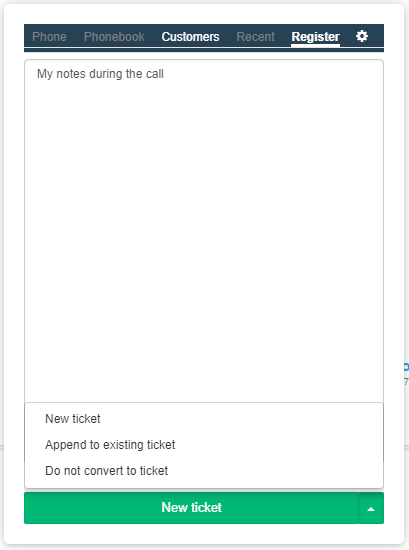 Phone Phonebook Customers Recent Register
My notes during the call
New ticket
Append to existing ticket
Do not convert to ticket
New ticket